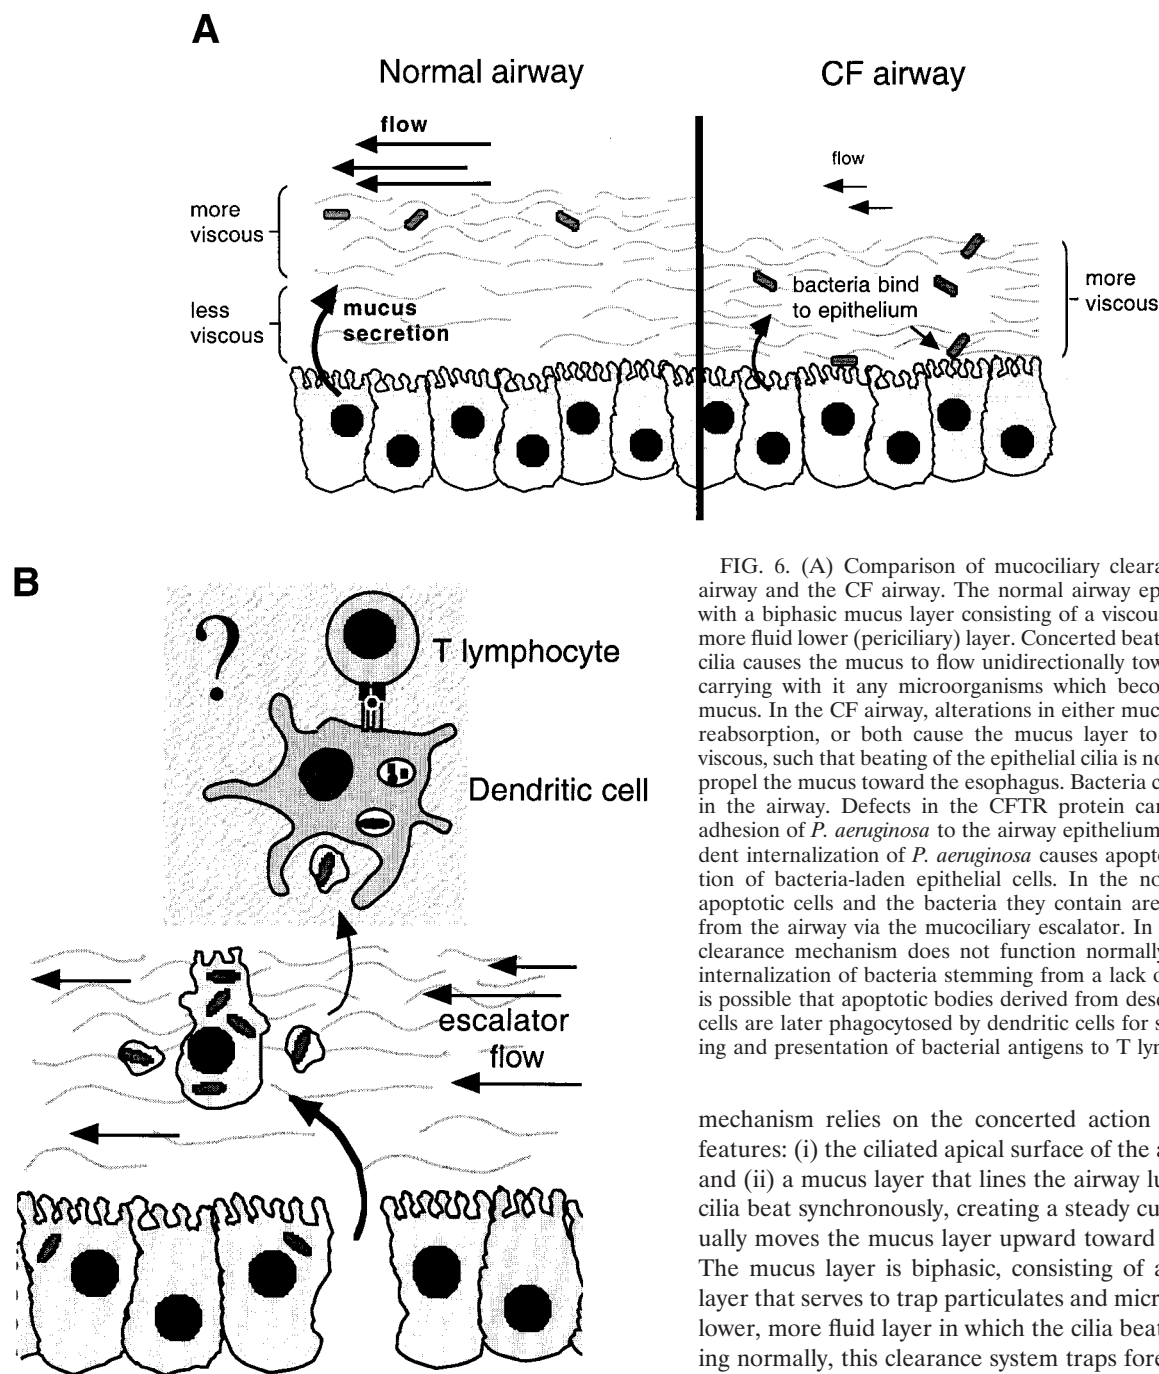 A
Normal airway
CF airway
flow
flow
more
viscous
less
viscous
mucus
secretion
bacteria bind
to epithelium
more
viscous
B
?
T lymphocyte
Dendritic cell
escalator
flow
FIG. 6. (A) Comparison of mucociliary cleara
airway and the CF airway. The normal airway ep
with a biphasic mucus layer consisting of a viscou
more fluid lower (periciliary) layer. Concerted beat
cilia causes the mucus to flow unidirectionally tow
carrying with it any microorganisms which beco
mucus. In the CF airway, alterations in either muc
reabsorption, or both cause the mucus layer to
viscous, such that beating of the epithelial cilia is no
propel the mucus toward the esophagus. Bacteria c
in the airway. Defects in the CFTR protein can
adhesion of P. aeruginosa to the airway epithelium
dent internalization of P. aeruginosa causes apopt
tion of bacteria-laden epithelial cells. In the no
apoptotic cells and the bacteria they contain are
from the airway via the mucociliary escalator. In
clearance mechanism does not function normally
internalization of bacteria stemming from a lack o
is possible that apoptotic bodies derived from desc
cells are later phagocytosed by dendritic cells for s
ing and presentation of bacterial antigens to T lyn
mechanism relies on the concerted action
features: (i) the ciliated apical surface of the a
and (ii) a mucus layer that lines the airway lu
cilia beat synchronously, creating a steady cu
ually moves the mucus layer upward toward
The mucus layer is biphasic, consisting of a
layer that serves to trap particulates and micr
lower, more fluid layer in which the cilia beat
ing normally, this clearance system traps fore